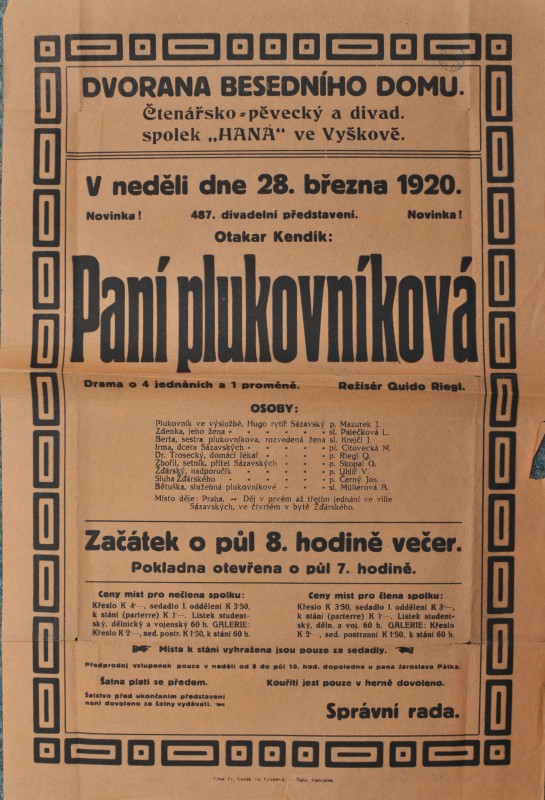 DVORANA BESEDNÍHO DOMU.
Čtenářsko-pěvecký a divad.
spolek „HANÁ" ve Vyškově.
V neděli dne 28. března 1920.
Novinka! 487. divadelní představení. Novinka!
Otakar Kendík:
Paní plukovníková
Drama o 4 jednáních a 1 proměně. Režisér Quido Riegl.
OSOBY:
Plukovník ve výslužbě, Hugo rytíř Sázavský p. Mazurek J.
Zdenka, jeho žena - - - - - - sl. Palečková L.
Berta, sestra plukovníkova, rozvedená žena sl. Krejčí J.
Irma, dcera Sázavských - - - - pí. Cítovecká M.
Dr. Trosecký, domácí lékař - - - - p. Riegl Q.
Zbořil, setník, přítel Sázavských - - - p. Skopal O.
Žďárský, nadporučík - - - - - p. Uhlíř V.
Sluha Žďárského - - - - - - p. Černý Jos.
Bětuška, služebná plukovníkové - - - sl. Müllerová A.
Místo děje: Praha. — Děj v prvém až třetím jednání ve ville
Sázavských, ve čtvrtém v bytě Žďárského.
Začátek o půl 8. hodině večer.
Pokladna otevřena o půl 7. hodině.
Ceny míst pro nečlena spolku:
Křeslo K 4·—, sedadlo I. oddělení K 3·50,
k stání (parterre) K 1·—. Lístek student-
ský, dělnický a vojenský 60 h. GALERIE:
Křeslo K 2·—, sed. postr. K 1·50, k stání 60 h.
Ceny míst pro člena spolku:
Křeslo K 3·50, sedadlo I. oddělení K 3·—,
k stání (parterre) K 1·—. Lístek student-
ský, děln. a voj. 60 h. GALERIE: Křeslo
K 2·—, sed. postranní K 1·50, k stání 60 h.
Místa k stání vyhražena jsou pouze za sedadly.
Předprodej vstupenek pouze v neděli od 8 do půl 10. hod. dopoledne u pana Jaroslava Pátka.
Šatna platí se předem. Kouřiti jest pouze v herně dovoleno.
Šatstvo před ukončením představení
není dovoleno ze šatny vydávati.
Správní rada.